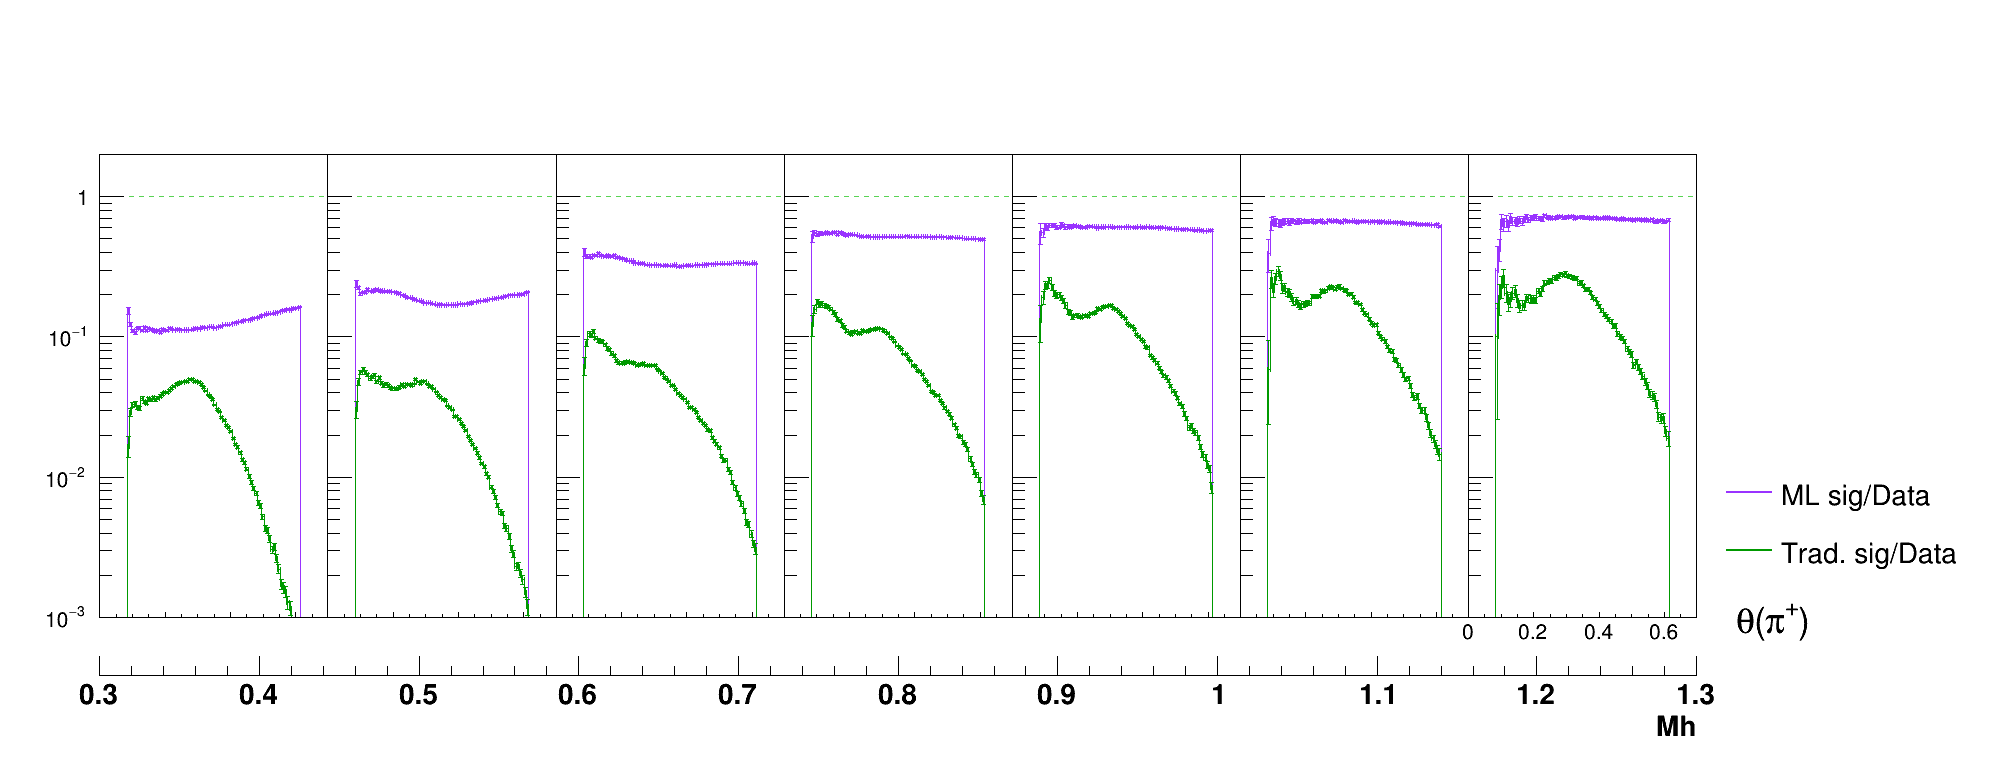 1
10⁻¹
10⁻²
10⁻³
ML sig/Data
Trad. sig/Data
θ(π⁺)
0 0.2 0.4 0.6
0.3 0.4 0.5 0.6 0.7 0.8 0.9 1 1.1 1.2 1.3
Mh